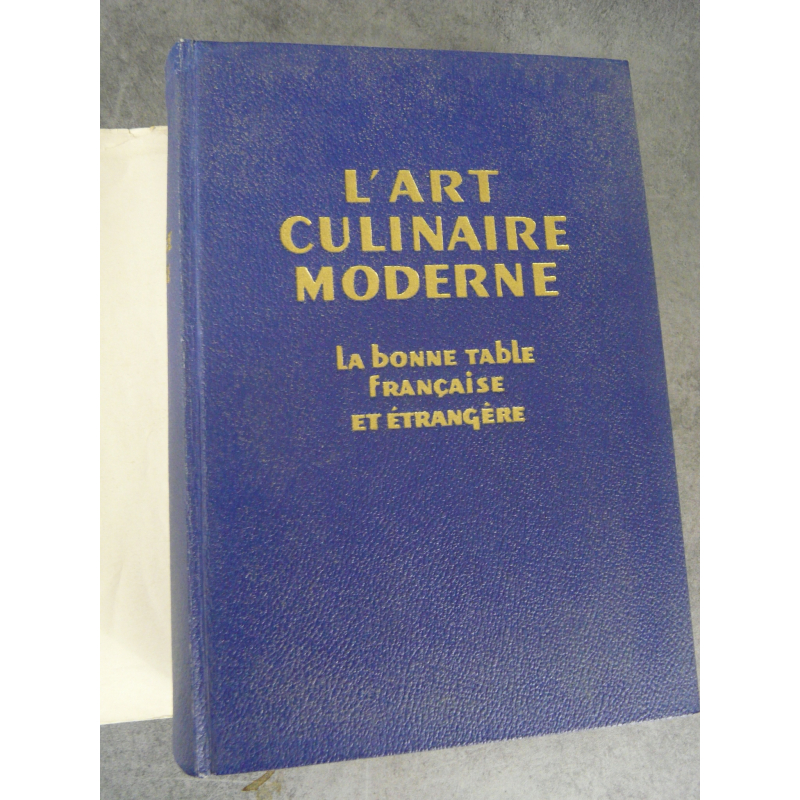 L'ART
CULINAIRE
MODERNE
LA bONNE TAblE
fRANÇAiSE
ET ÉTRANGÈRE